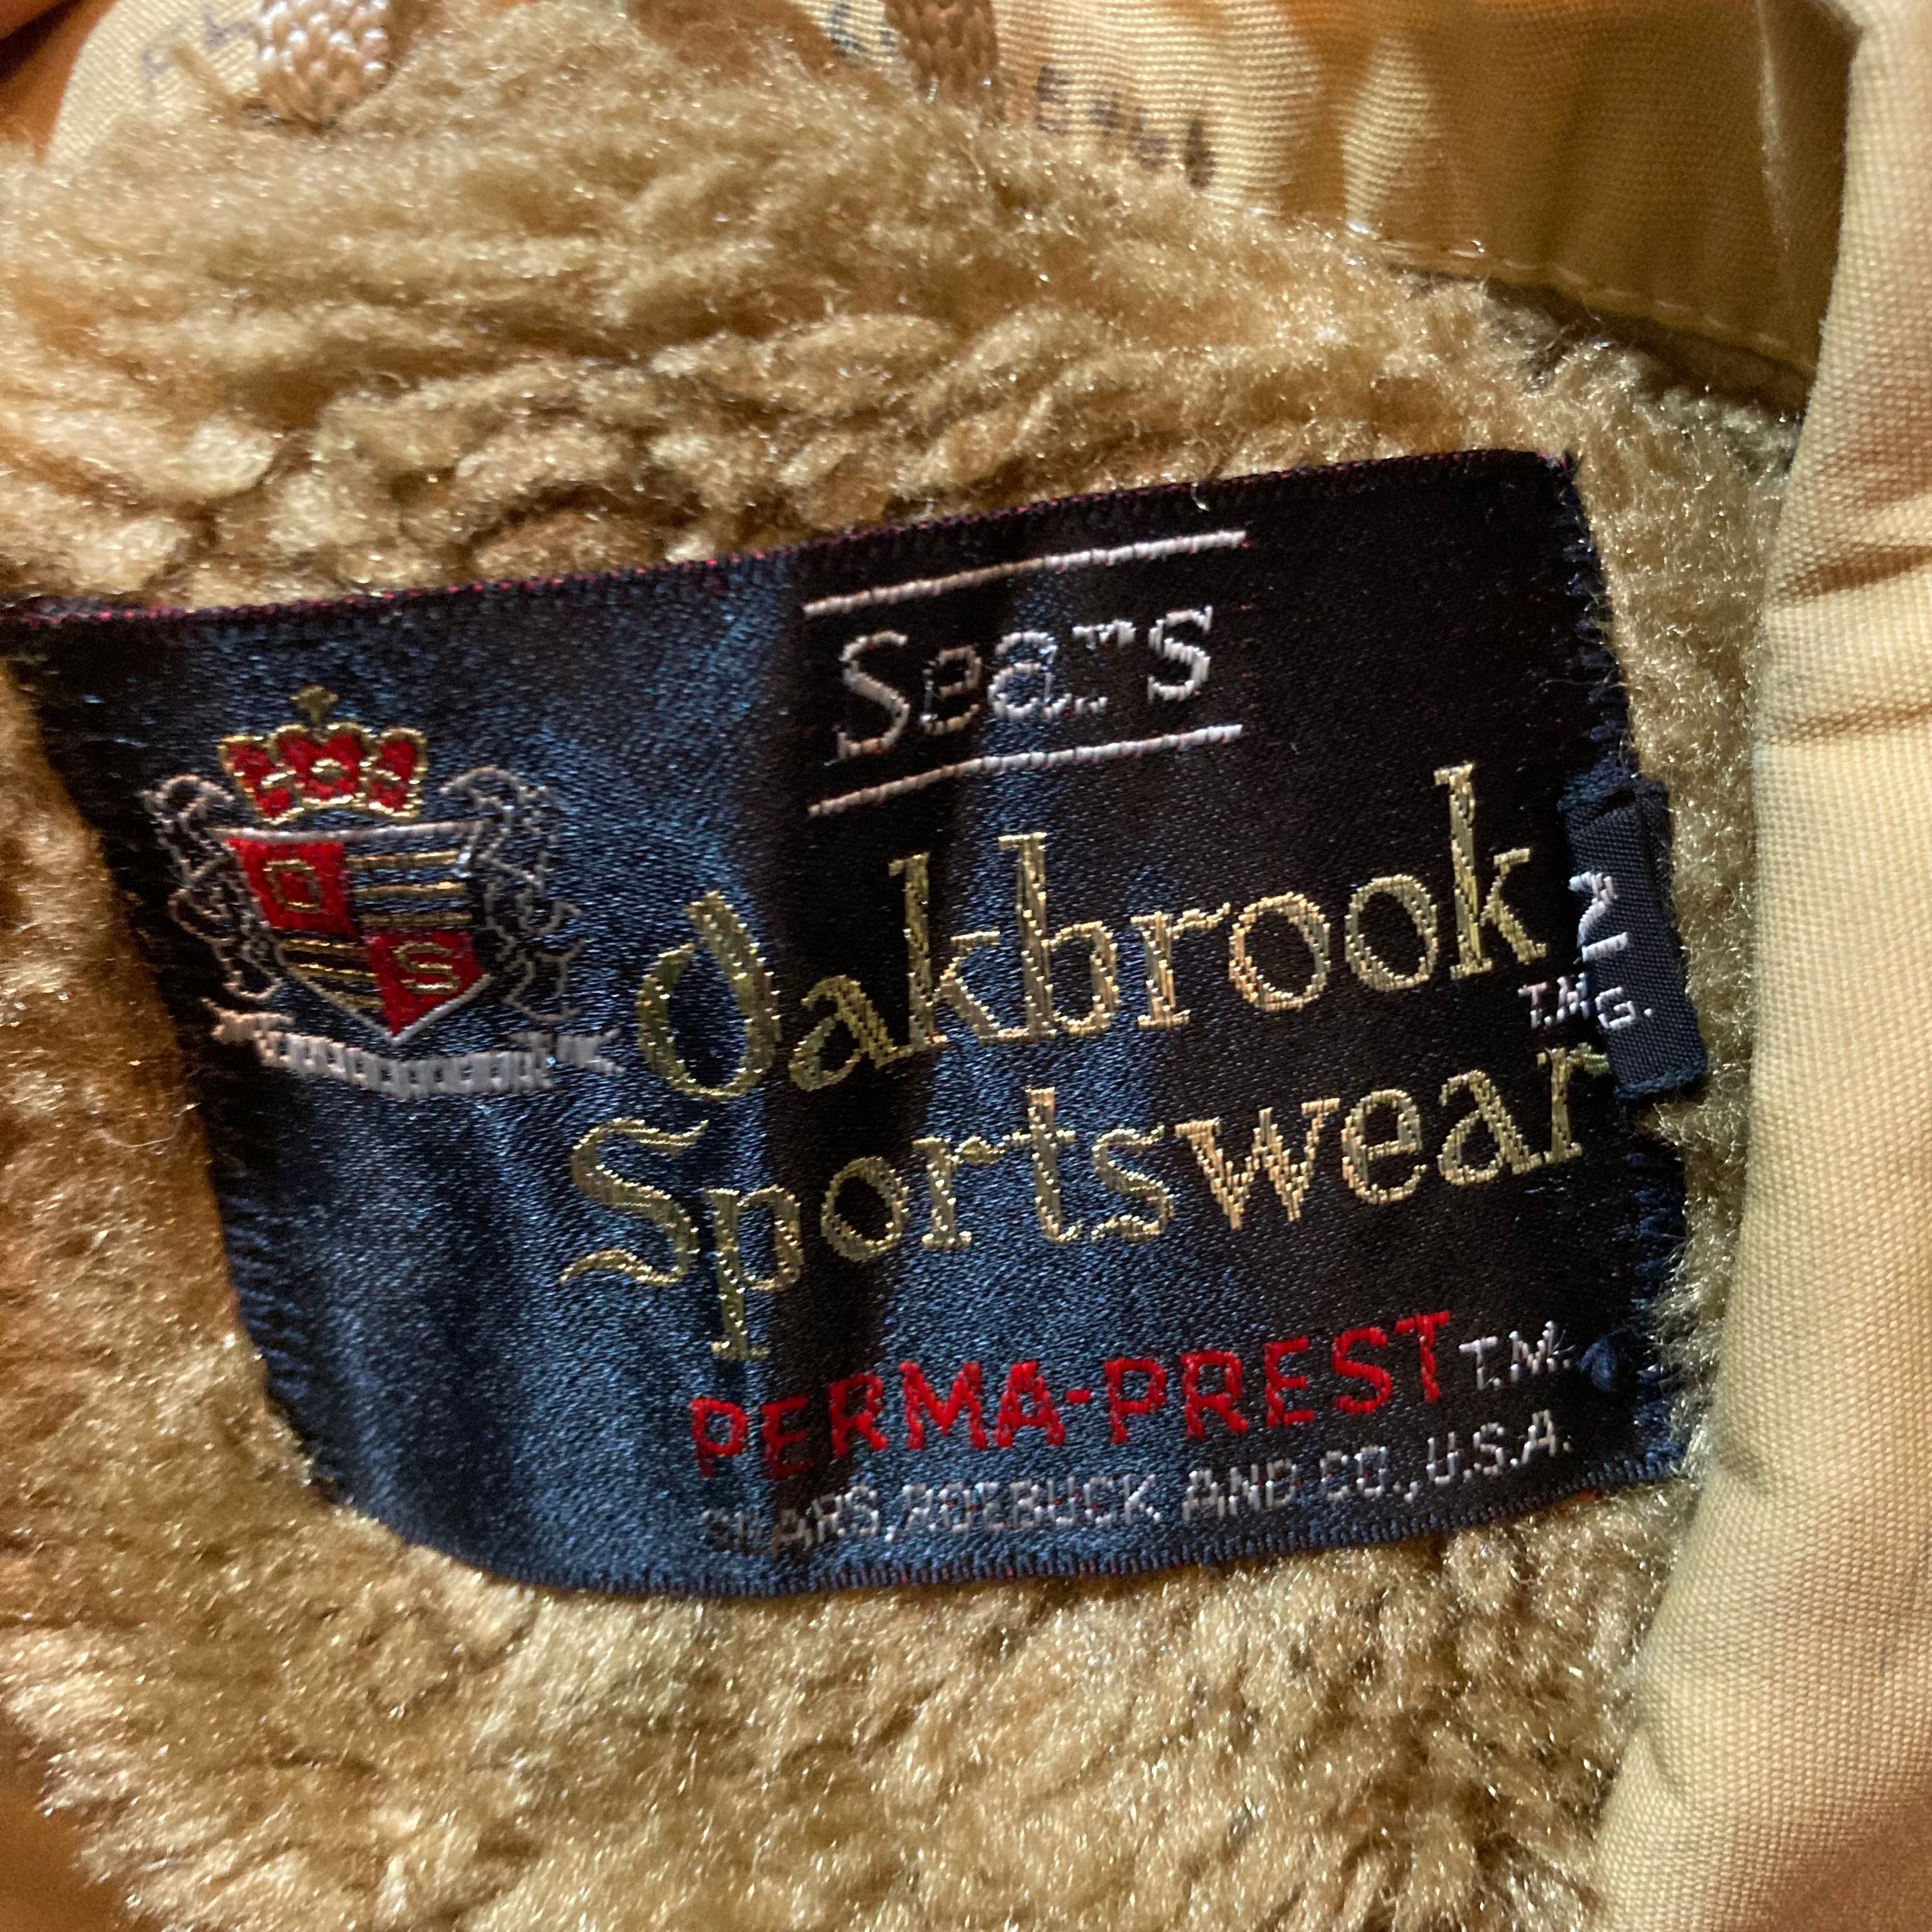 Sears
O
S
Oakbrook T.M.
Sportswear
PERMA-PREST T.M.
SEARS, ROEBUCK AND CO., U.S.A.